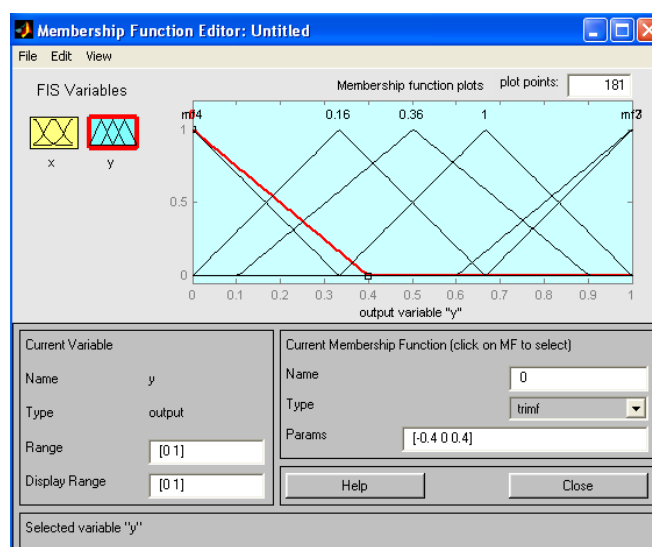 Membership Function Editor: Untitled
File Edit View
FIS Variables
Membership function plots plot points: 181
mf4 0.16 0.36 1
1
0.5
0
0 0.1 0.2 0.3 0.4 0.5 0.6 0.7 0.8 0.9 1
output variable "y"
x y
Current Variable
Name y
Type output
Range [0 1]
Display Range [0 1]
Current Membership Function (click on MF to select)
Name 0
Type trimf
Params [-0.4 0 0.4]
Help Close
Selected variable "y"